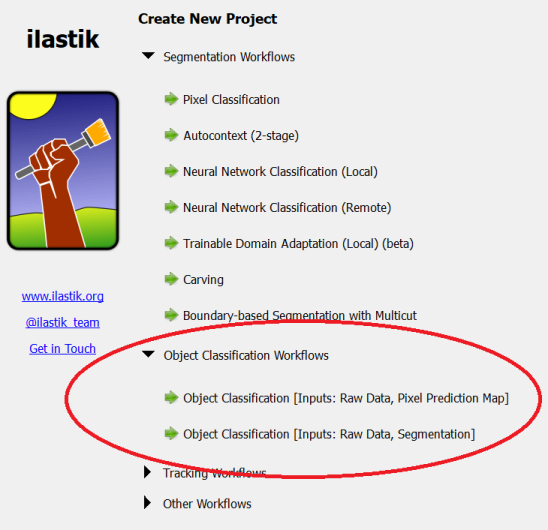 ilastik
Create New Project
Segmentation Workflows
Pixel Classification
Autocontext (2-stage)
Neural Network Classification (Local)
Neural Network Classification (Remote)
Trainable Domain Adaptation (Local) (beta)
Carving
Boundary-based Segmentation with Multicut
www.ilastik.org
@ilastik_team
Get in Touch
Object Classification Workflows
Object Classification [Inputs: Raw Data, Pixel Prediction Map]
Object Classification [Inputs: Raw Data, Segmentation]
Tracking Workflows
Other Workflows